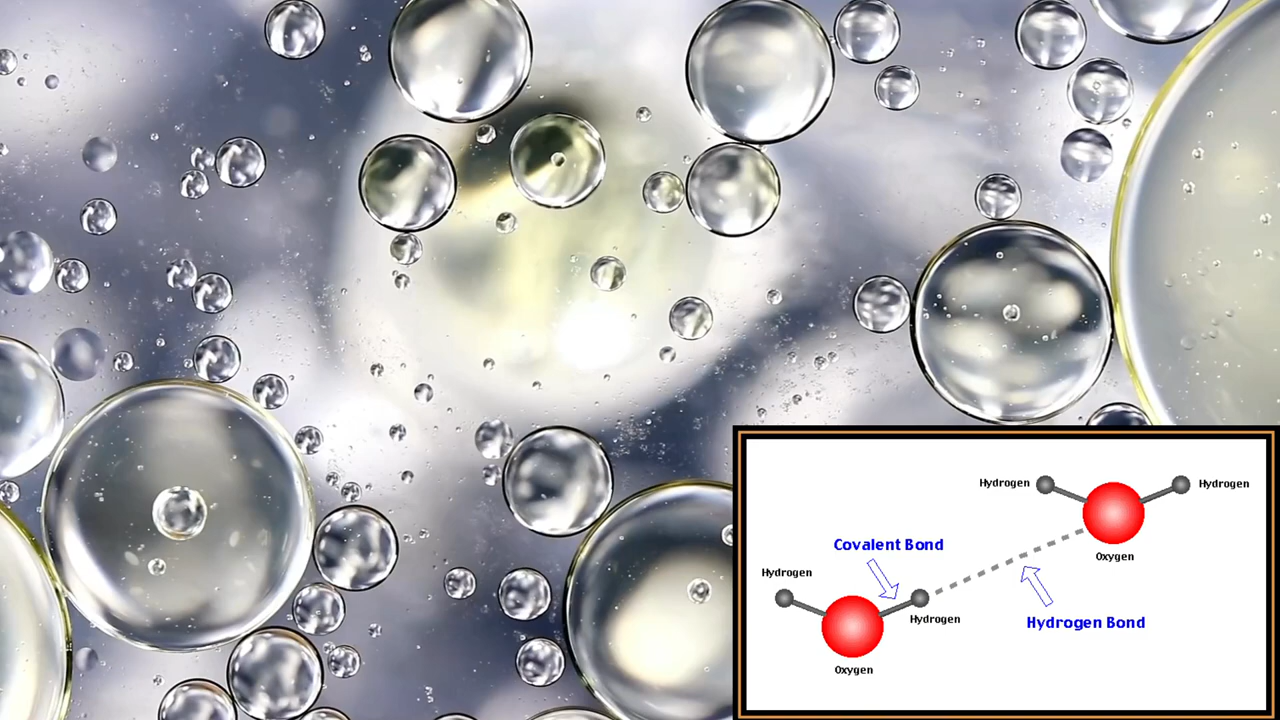 Hydrogen
Hydrogen
Oxygen
Covalent Bond
Hydrogen
Hydrogen
Hydrogen Bond
Oxygen